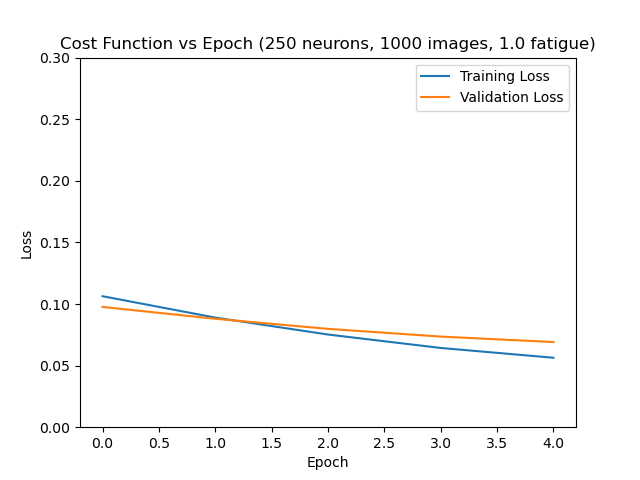 Cost Function vs Epoch (250 neurons, 1000 images, 1.0 fatigue)
Training Loss
Validation Loss
0.30
0.25
0.20
0.15
0.10
0.05
0.00
Loss
0.0 0.5 1.0 1.5 2.0 2.5 3.0 3.5 4.0
Epoch